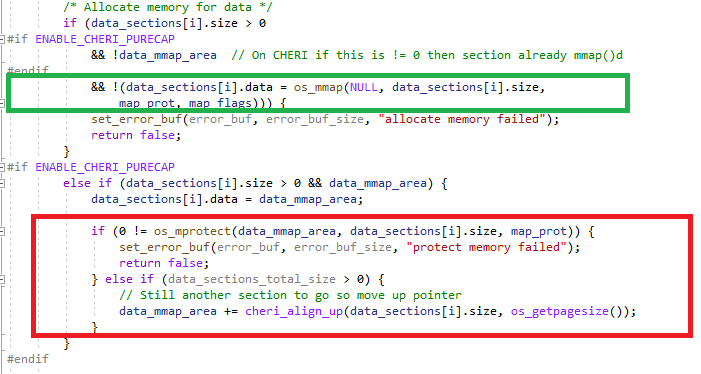 /* Allocate memory for data */
if (data_sections[i].size > 0
#if ENABLE_CHERI_PURECAP
&& !data_mmap_area // On CHERI if this is != 0 then section already mmap()d
#endif
&& !(data_sections[i].data = os_mmap(NULL, data_sections[i].size,
map_prot, map_flags))) {
set_error_buf(error_buf, error_buf_size, "allocate memory failed");
return false;
}
#if ENABLE_CHERI_PURECAP
else if (data_sections[i].size > 0 && data_mmap_area) {
data_sections[i].data = data_mmap_area;
if (0 != os_mprotect(data_mmap_area, data_sections[i].size, map_prot)) {
set_error_buf(error_buf, error_buf_size, "protect memory failed");
return false;
} else if (data_sections_total_size > 0) {
// Still another section to go so move up pointer
data_mmap_area += cheri_align_up(data_sections[i].size, os_getpagesize());
}
}
#endif